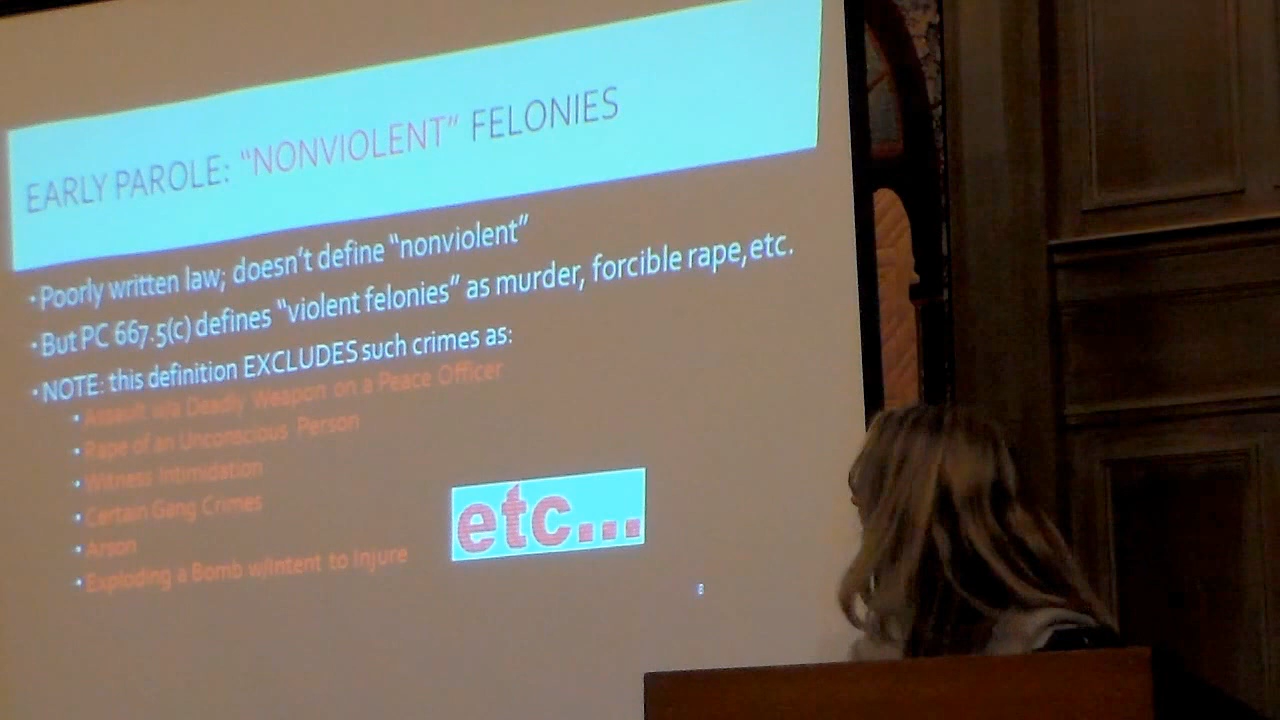 EARLY PAROLE: "NONVIOLENT" FELONIES
•Poorly written law; doesn't define "nonviolent"
•But PC 667.5(c) defines "violent felonies" as murder, forcible rape, etc.
•NOTE: this definition EXCLUDES such crimes as:
• Assault w/a Deadly Weapon on a Peace Officer
• Rape of an Unconscious Person
• Witness Intimidation
• Certain Gang Crimes
• Arson
• Exploding a Bomb w/Intent to Injure
etc...